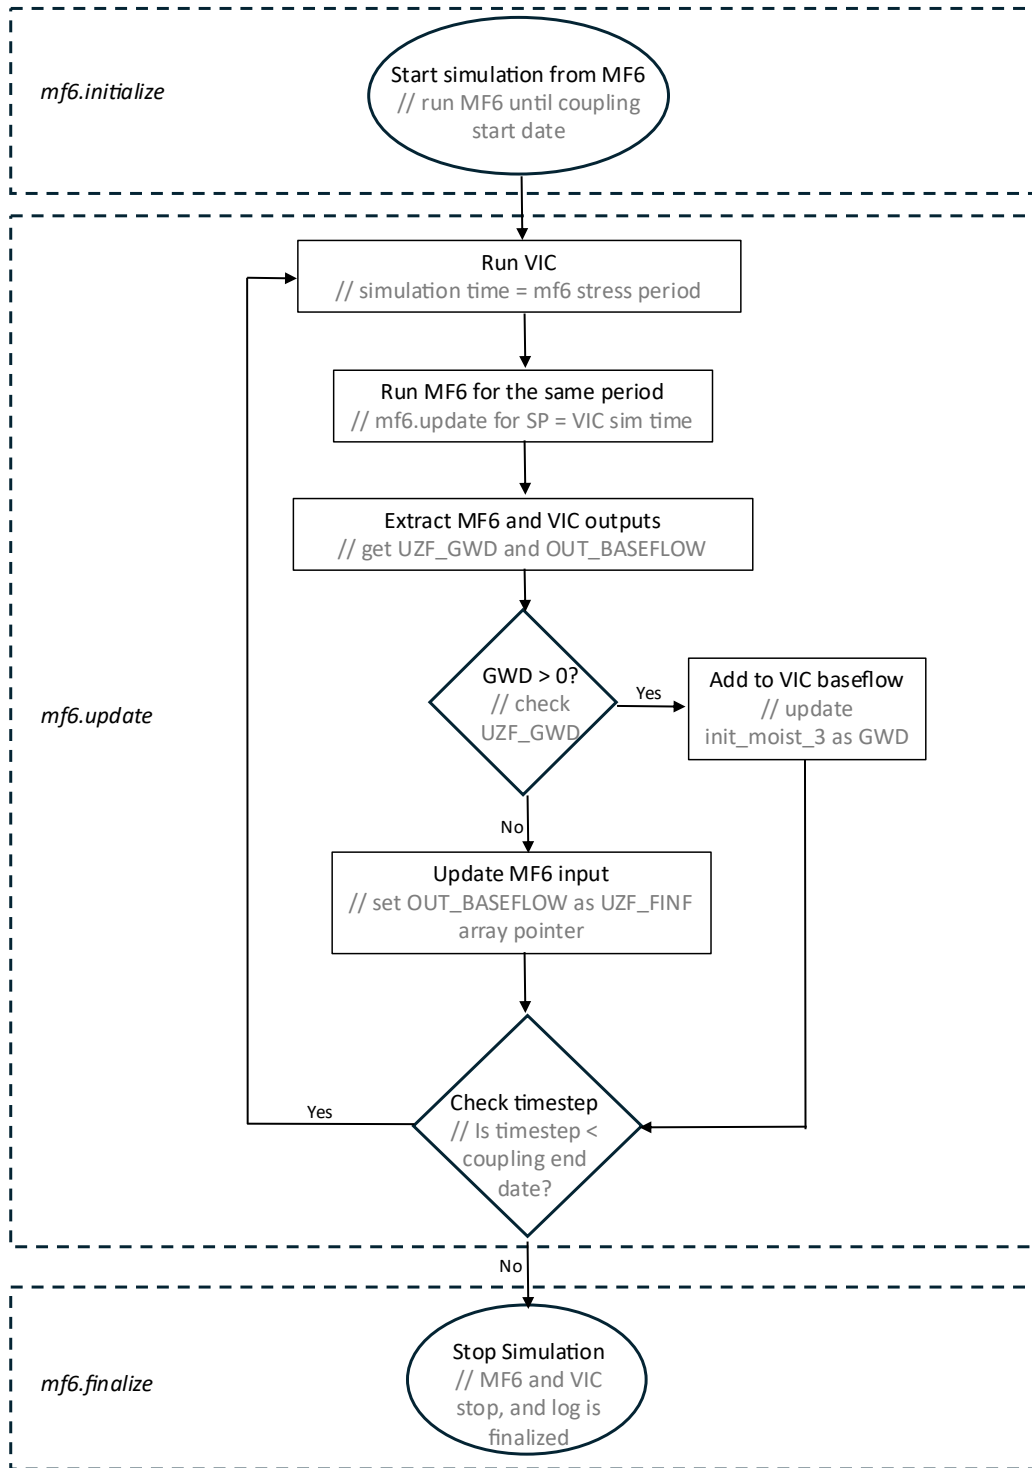 mf6.initialize
Start simulation from MF6
// run MF6 until coupling
start date
Run VIC
// simulation time = mf6 stress period
Run MF6 for the same period
// mf6.update for SP = VIC sim time
Extract MF6 and VIC outputs
// get UZF_GWD and OUT_BASEFLOW
mf6.update
GWD > 0?
// check
UZF_GWD
Yes
Add to VIC baseflow
// update
init_moist_3 as GWD
No
Update MF6 input
// set OUT_BASEFLOW as UZF_FINF
array pointer
Yes
Check timestep
// Is timestep <
coupling end
date?
No
mf6.finalize
Stop Simulation
// MF6 and VIC
stop, and log is
finalized